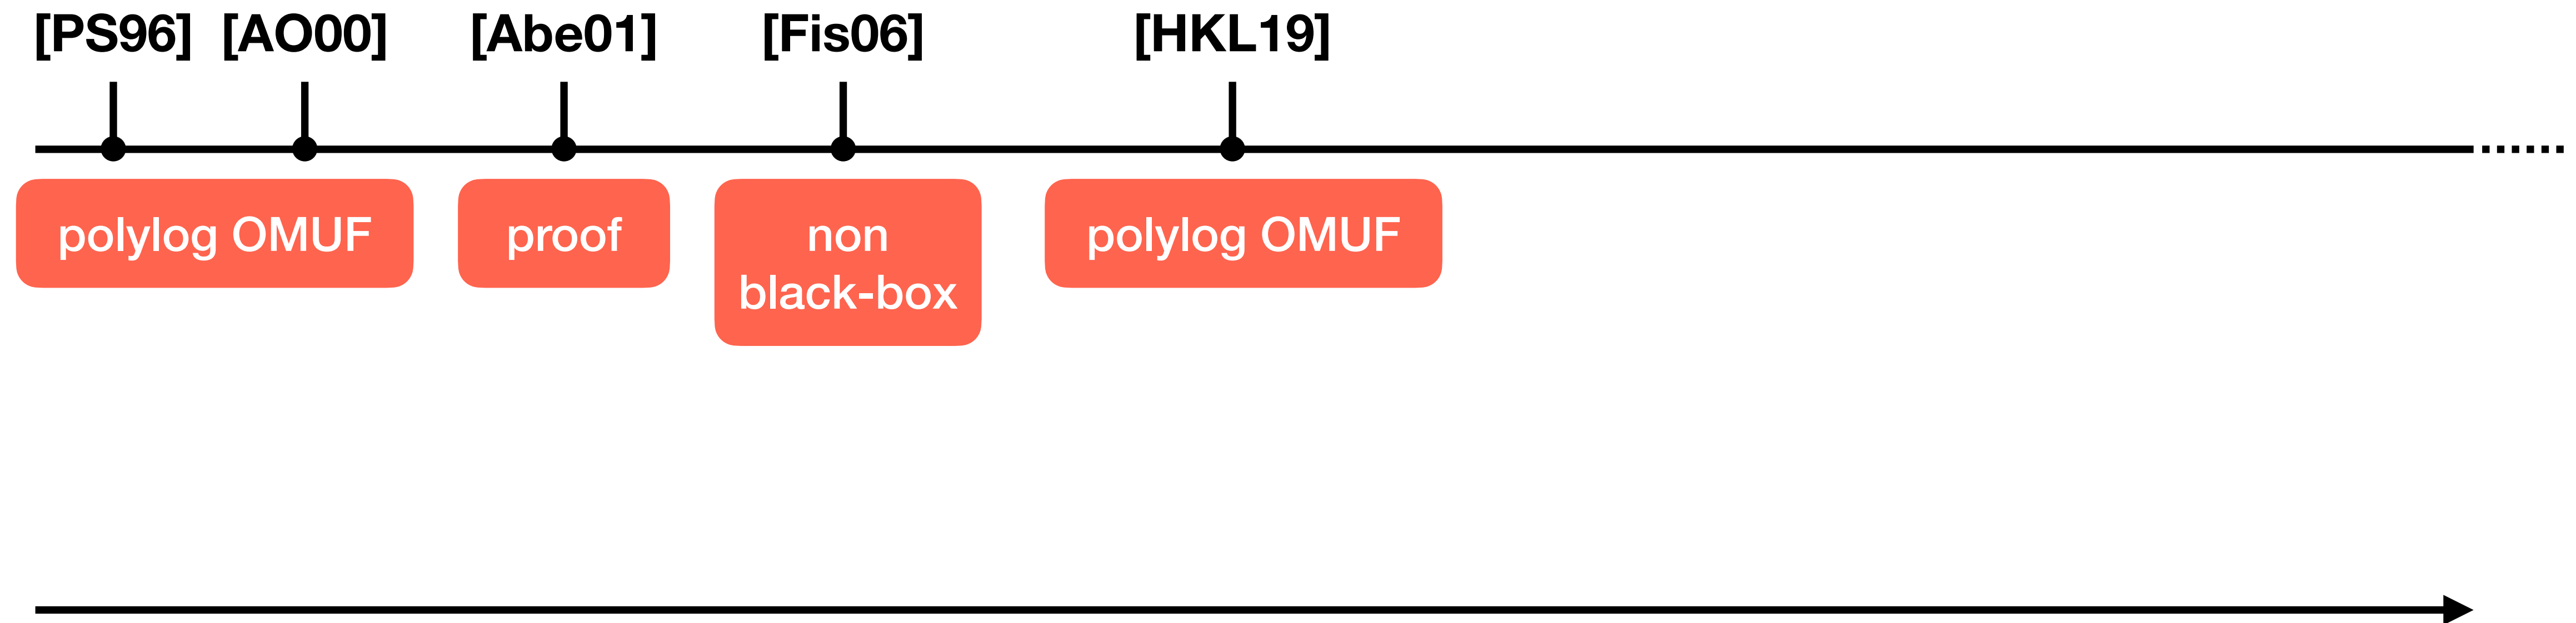 [PS96] [AO00] [Abe01] [Fis06] [HKL19]
polylog OMUF
proof
non
black-box
polylog OMUF